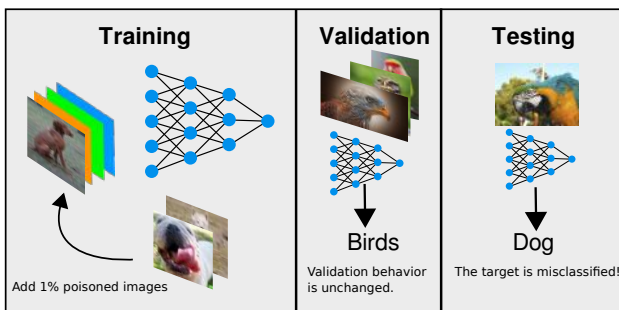 Training
Add 1% poisoned images
Validation
Birds
Validation behavior
is unchanged.
Testing
Dog
The target is misclassified!